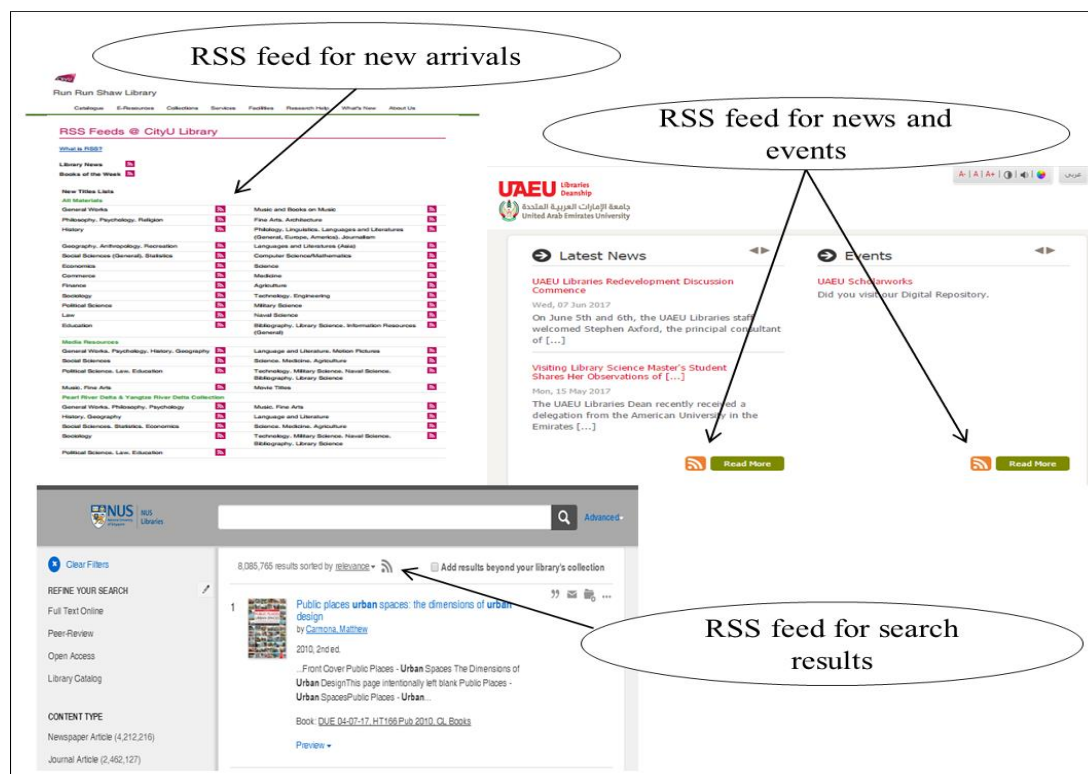 RSS feed for new arrivals
Run Run Shaw Library
Catalogue E-Resources Collections Services Facilities Research Help What's New About Us
RSS Feeds @ CityU Library
What is RSS?
Library News
Books of the Week
New Titles Lists
All Materials
General Works Music and Books on Music
Philosophy. Psychology. Religion Fine Arts. Architecture
History Philology. Linguistics. Languages and Literatures
(General, Europe, America). Journalism
Geography. Anthropology. Recreation Languages and Literatures (Asia)
Social Sciences (General). Statistics Computer Science/Mathematics
Economics Science
Commerce Medicine
Finance Agriculture
Sociology Technology. Engineering
Political Science Military Science
Law Naval Science
Education Bibliography. Library Science. Information Resources
(General)
Media Resources
General Works. Psychology. History. Geography Language and Literature. Motion Pictures
Social Sciences Science. Medicine. Agriculture
Political Science. Law. Education Technology. Military Science. Naval Science.
Bibliography. Library Science
Music. Fine Arts Movie Titles
Pearl River Delta & Yangtze River Delta Collection
General Works. Philosophy. Psychology Music. Fine Arts
History. Geography Language and Literature
Social Sciences. Statistics. Economics Science. Medicine. Agriculture
Sociology Technology. Military Science. Naval Science.
Bibliography. Library Science
Political Science. Law. Education
RSS feed for news and
events
A- | A | A+ عربي
UAEU Libraries
Deanship
جامعة الإمارات العربية المتحدة
United Arab Emirates University
Latest News
UAEU Libraries Redevelopment Discussion
Commence
Wed, 07 Jun 2017
On June 5th and 6th, the UAEU Libraries staff
welcomed Stephen Axford, the principal consultant
of [...]
Visiting Library Science Master's Student
Shares Her Observations of [...]
Mon, 15 May 2017
The UAEU Libraries Dean recently received a
delegation from the American University in the
Emirates [...]
Read More
Events
UAEU Scholarworks
Did you visit our Digital Repository.
Read More
NUS
National University
of Singapore
NUS
Libraries
Advanced
Clear Filters
REFINE YOUR SEARCH
Full Text Online
Peer-Review
Open Access
Library Catalog
CONTENT TYPE
Newspaper Article (4,212,216)
Journal Article (2,462,127)
8,085,765 results sorted by relevance
Add results beyond your library's collection
1
Public places urban spaces: the dimensions of urban
design
by Carmona, Matthew
2010, 2nd ed.
...Front Cover Public Places - Urban Spaces The Dimensions of
Urban DesignThis page intentionally left blank Public Places -
Urban SpacesPublic Places - Urban...
Book: DUE 04-07-17, HT166 Pub 2010, CL Books
Preview
RSS feed for search
results